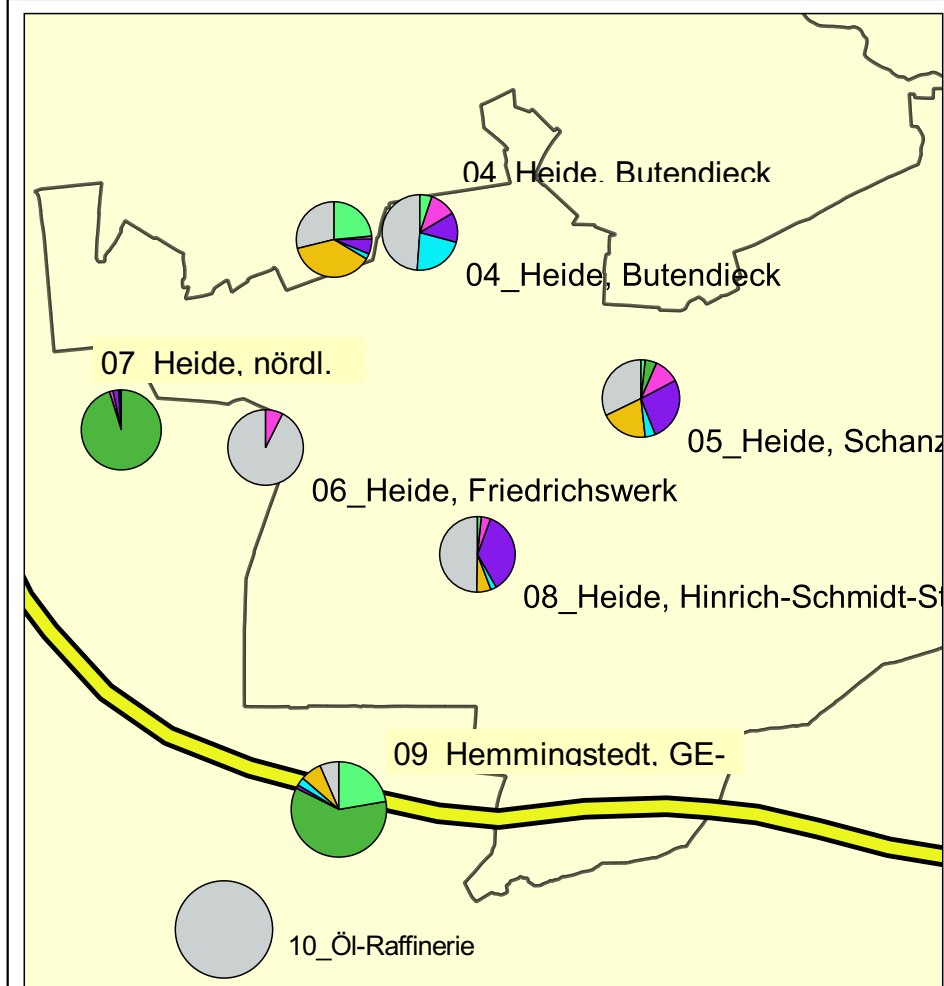 04_Heide, Butendieck
04_Heide, Butendieck
07_Heide, nördl.
05_Heide, Schanz
06_Heide, Friedrichswerk
08_Heide, Hinrich-Schmidt-St
09_Hemmingstedt, GE-
10_Öl-Raffinerie